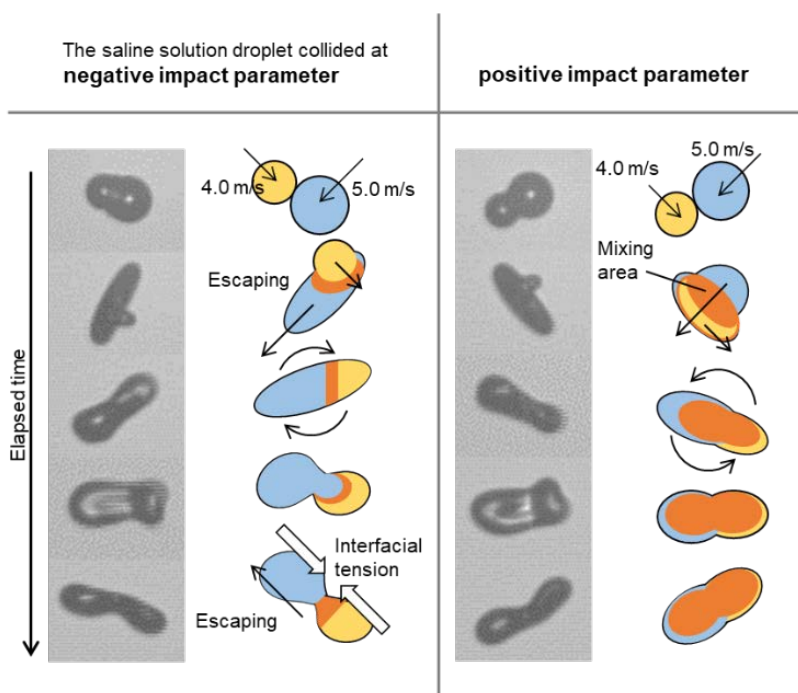 The saline solution droplet collided at
negative impact parameter
positive impact parameter
Elapsed time
4.0 m/s
5.0 m/s
Escaping
Interfacial
tension
Escaping
5.0 m/s
4.0 m/s
Mixing
area